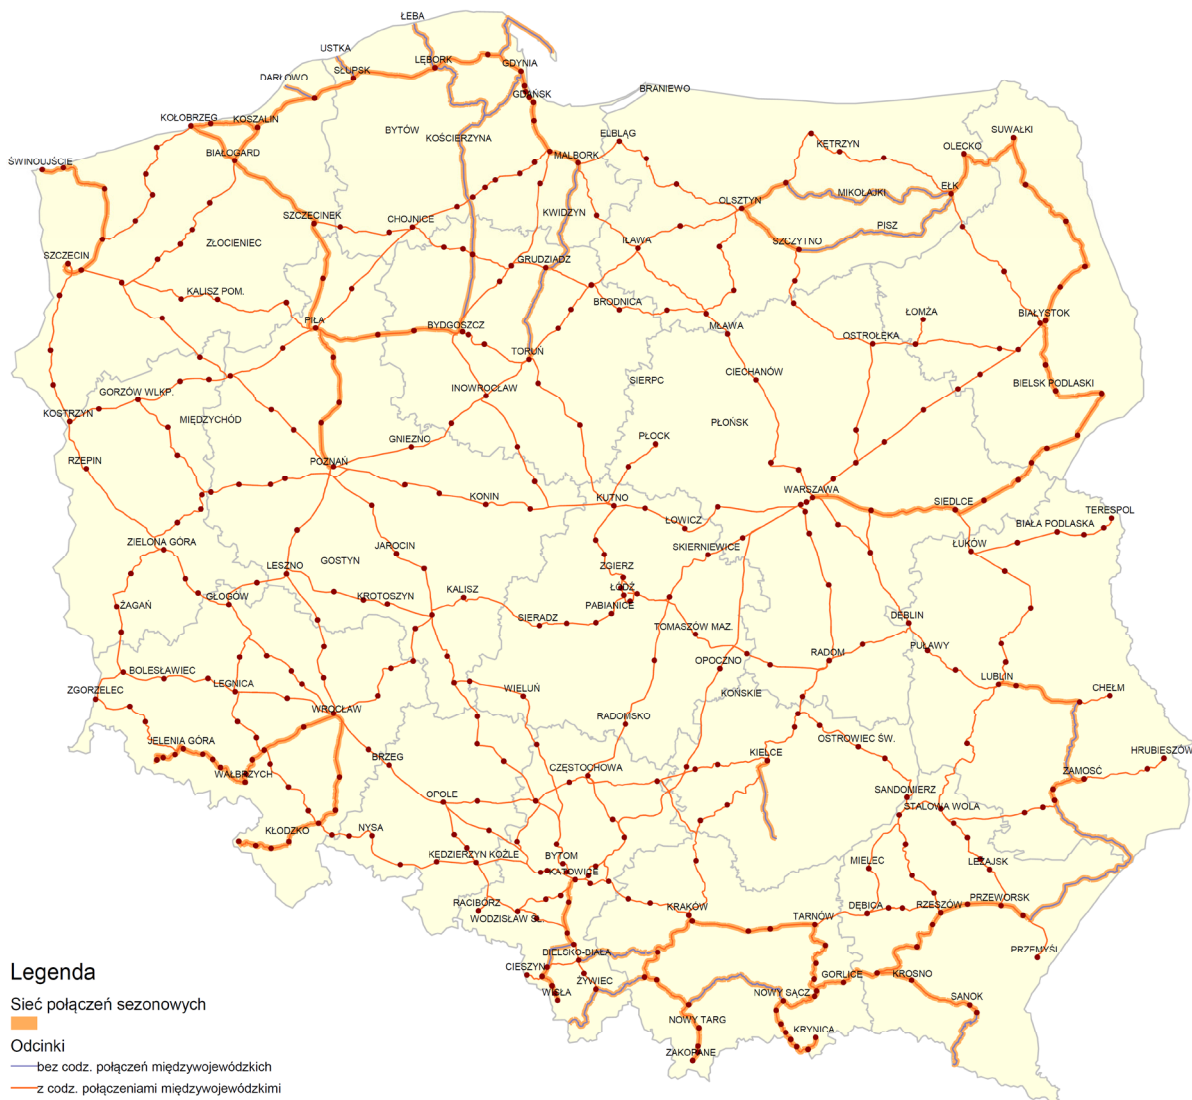 ŁEBA
USTKA
SŁUPSK
LĘBORK
GDYNIA
DARŁOWO
GDAŃSK
BRANIEWO
KOŁOBRZEG
KOSZALIN
BYTÓW
KOŚCIERZYNA
ELBLĄG
KĘTRZYN
OLECKO
SUWAŁKI
ŚWINOUJŚCIE
BIAŁOGARD
MALBORK
MIKOŁAJKI
EŁK
SZCZECINEK
CHOJNICE
KWIDZYN
OLSZTYN
PISZ
SZCZECIN
ZŁOCIENIEC
GRUDZIĄDZ
IŁAWA
SZCZYTNO
KALISZ POM.
BRODNICA
ŁOMŻA
BIAŁYSTOK
PIŁA
BYDGOSZCZ
MŁAWA
OSTROŁĘKA
TORUŃ
CIECHANÓW
BIELSK PODLASKI
GORZÓW WLKP.
INOWROCŁAW
SIERPC
KOSTRZYN
MIĘDZYCHÓD
GNIEZNO
PŁOCK
PŁOŃSK
RZEPIN
POZNAŃ
KONIN
KUTNO
WARSZAWA
SIEDLCE
TERESPOL
ŁOWICZ
BIAŁA PODLASKA
ZIELONA GÓRA
JAROCIN
SKIERNIEWICE
ŁUKÓW
LESZNO
GOSTYN
ZGIERZ
ŻAGAŃ
GŁOGÓW
KROTOSZYN
KALISZ
ŁÓDŹ
PABIANICE
SIERADZ
TOMASZÓW MAZ.
DĘBLIN
PUŁAWY
BOLESŁAWIEC
OPOCZNO
RADOM
ZGORZELEC
LEGNICA
WIELUŃ
KOŃSKIE
LUBLIN
CHEŁM
WROCŁAW
RADOMSKO
JELENIA GÓRA
BRZEG
KIELCE
OSTROWIEC ŚW.
HRUBIESZÓW
WAŁBRZYCH
CZĘSTOCHOWA
ZAMOŚĆ
OPOLE
SANDOMIERZ
STALOWA WOLA
KŁODZKO
NYSA
KĘDZIERZYN KOŹLE
BYTOM
KATOWICE
MIELEC
LEŻAJSK
RACIBÓRZ
WODZISŁAW ŚL.
KRAKÓW
TARNÓW
DĘBICA
RZESZÓW
PRZEWORSK
BIELSKO-BIAŁA
PRZEMYŚL
CIESZYN
ŻYWIEC
GORLICE
KROSNO
WISŁA
NOWY SĄCZ
SANOK
NOWY TARG
KRYNICA
ZAKOPANE
Legenda
Sieć połączeń sezonowych
Odcinki
bez codz. połączeń międzywojewódzkich
z codz. połączeniami międzywojewódzkimi